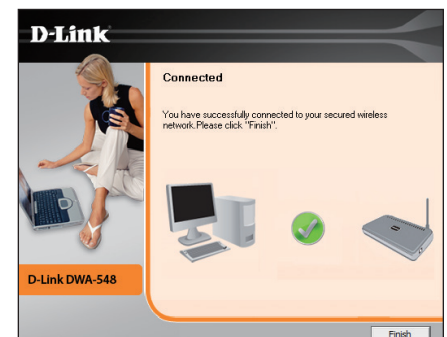 D-Link
Connected
You have successfully connected to your secured wireless
network.Please click "Finish".
D-Link DWA-548
Finish